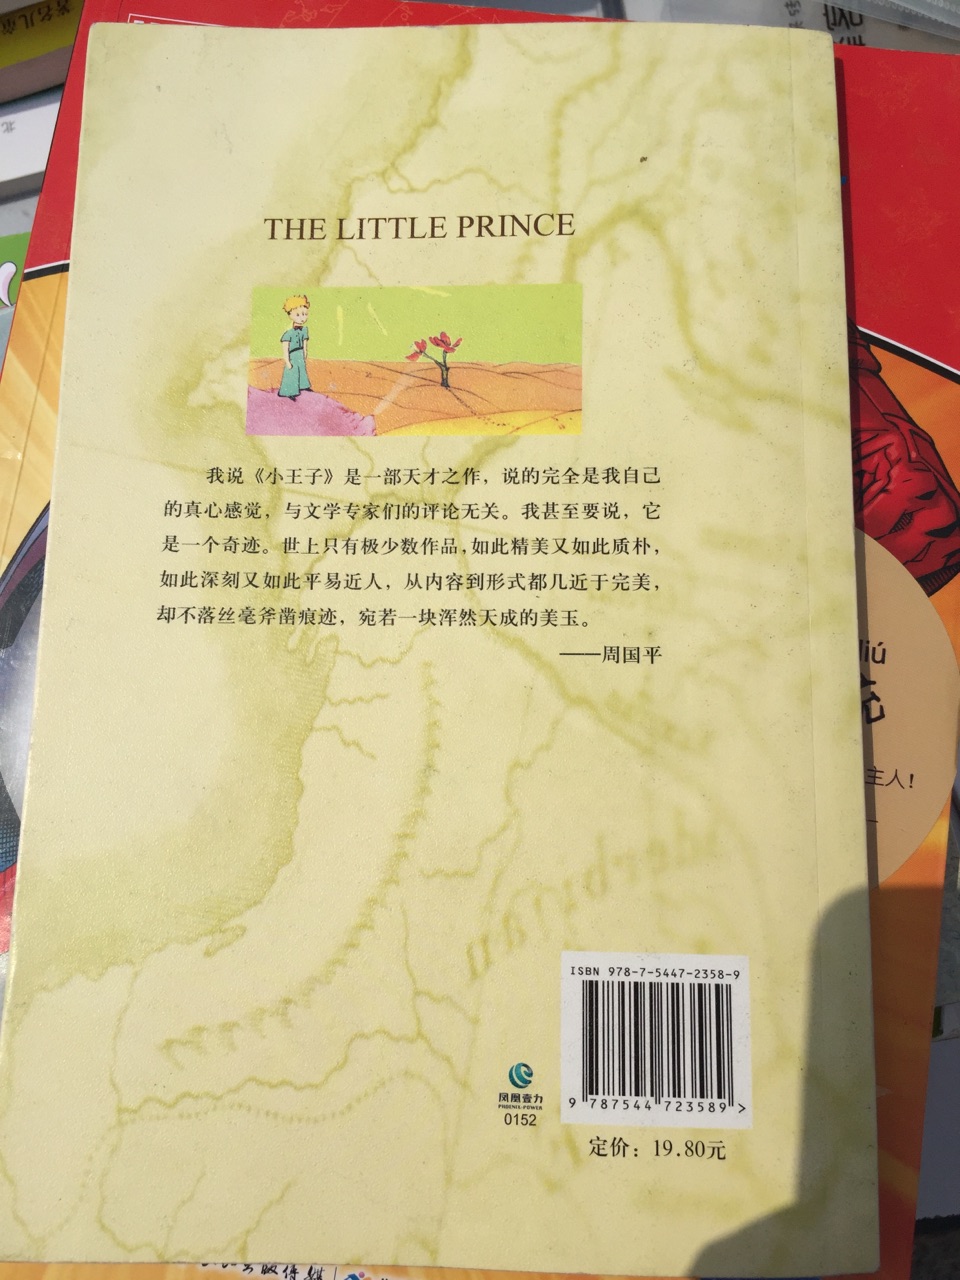 THE LITTLE PRINCE
我说《小王子》是一部天才之作，说的完全是我自己
的真心感觉，与文学专家们的评论无关。我甚至要说，它
是一个奇迹。世上只有极少数作品，如此精美又如此质朴，
如此深刻又如此平易近人，从内容到形式都几近于完美，
却不落丝毫斧凿痕迹，宛若一块浑然天成的美玉。
——周国平
liú
主人！
ISBN 978-7-5447-2358-9
9 787544 723589 >
凤凰壹力
PHOENIX-POWER
0152
定价：19.80元